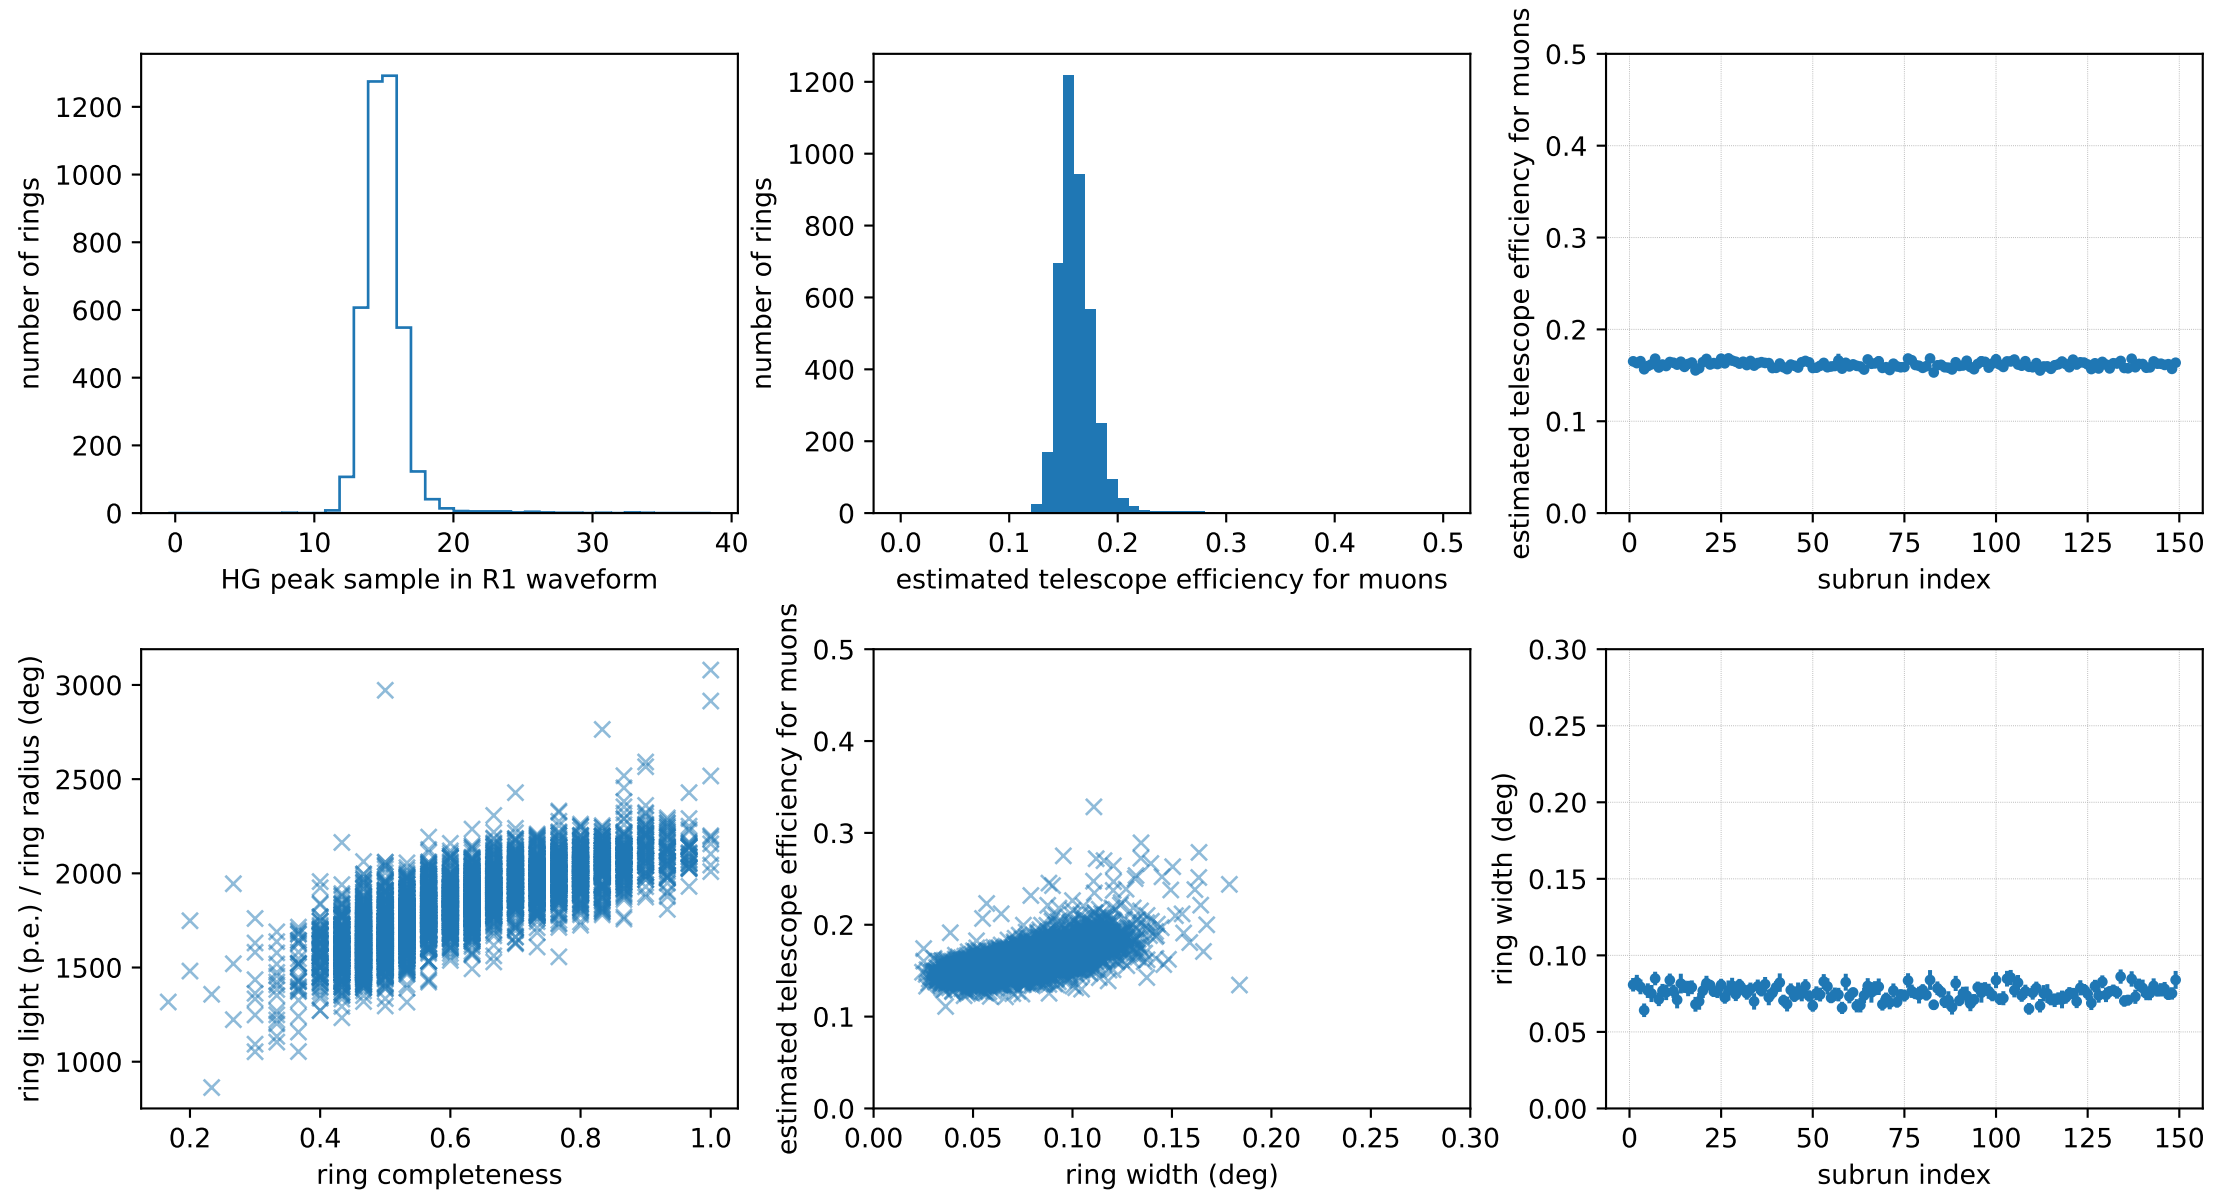 1200
1000
800
600
400
200
0
number of rings
0 10 20 30 40
HG peak sample in R1 waveform
1200
1000
800
600
400
200
0
number of rings
0.0 0.1 0.2 0.3 0.4 0.5
estimated telescope efficiency for muons
0.5
0.4
0.3
0.2
0.1
0.0
estimated telescope efficiency for muons
0 25 50 75 100 125 150
subrun index
3000
2500
2000
1500
1000
ring light (p.e.) / ring radius (deg)
0.2 0.4 0.6 0.8 1.0
ring completeness
0.5
0.4
0.3
0.2
0.1
0.0
estimated telescope efficiency for muons
0.00 0.05 0.10 0.15 0.20 0.25 0.30
ring width (deg)
0.30
0.25
0.20
0.15
0.10
0.05
0.00
ring width (deg)
0 25 50 75 100 125 150
subrun index